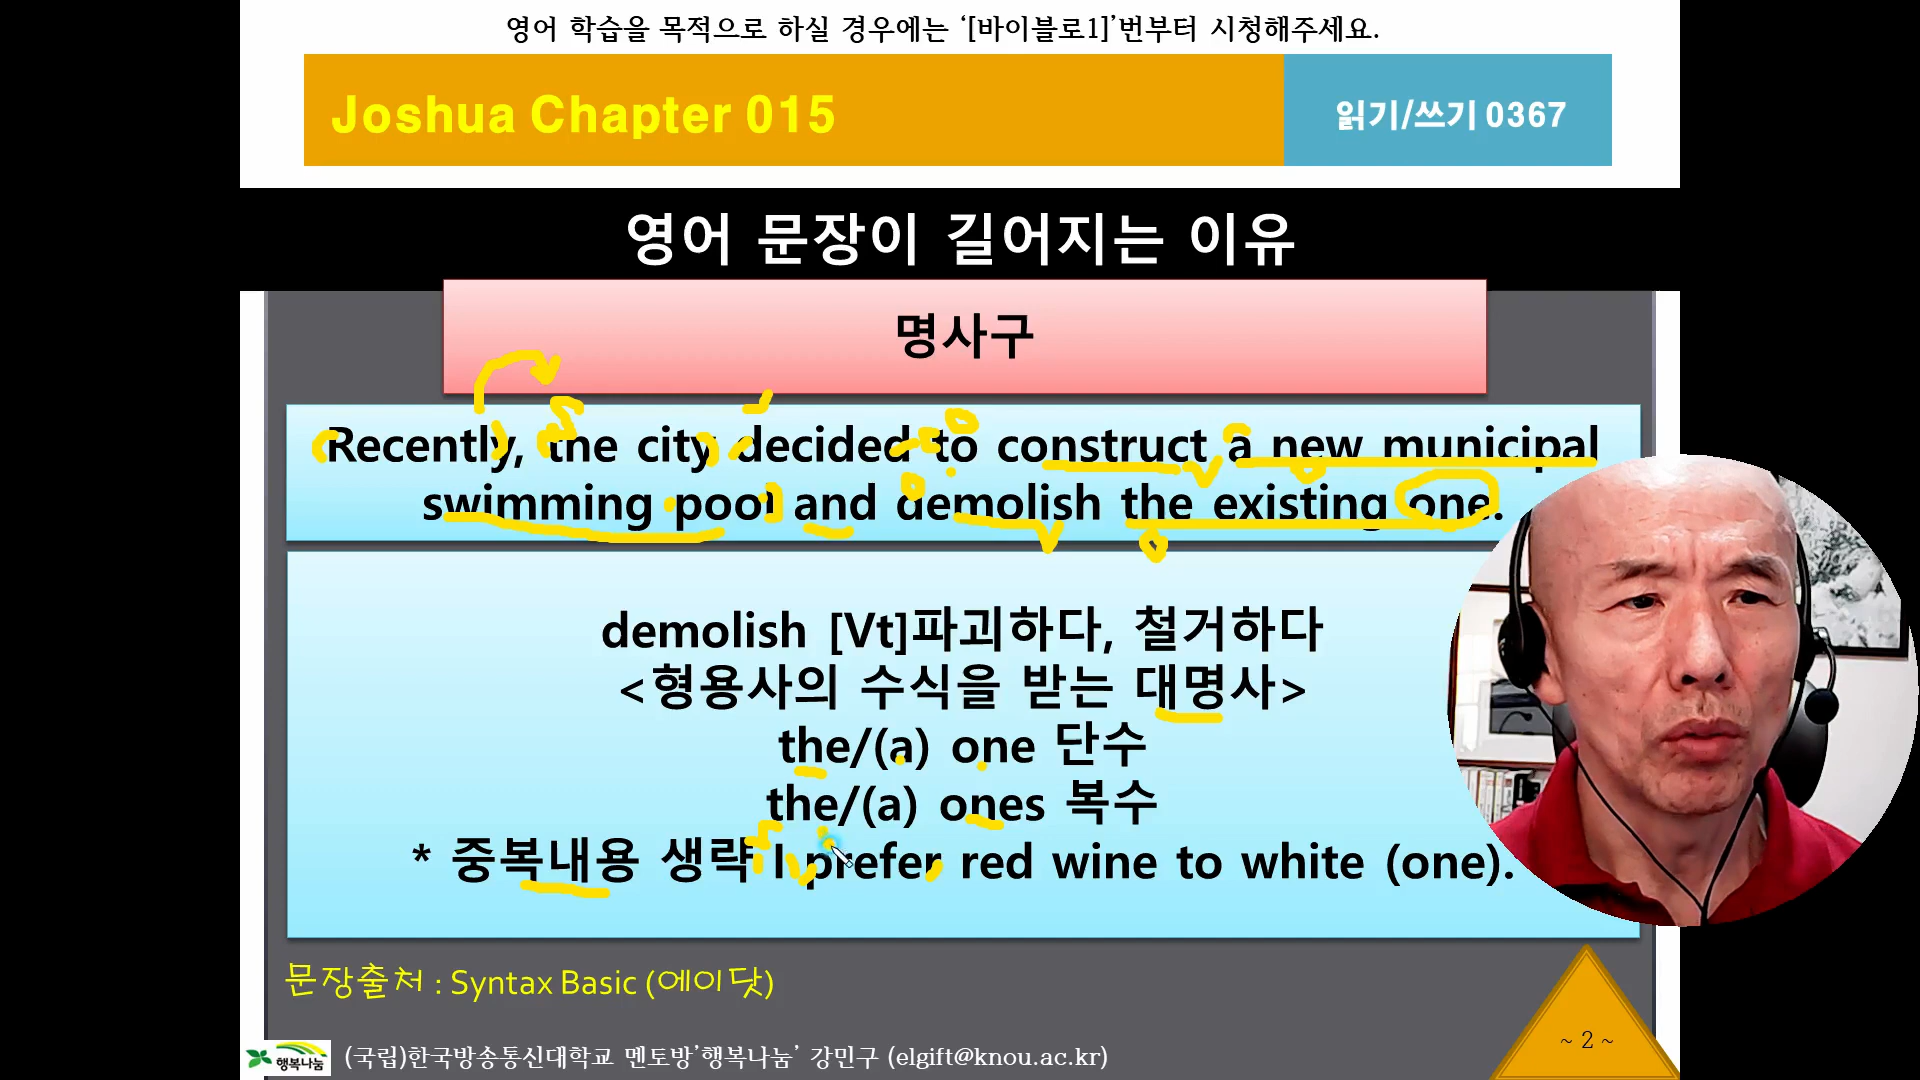 영어 학습을 목적으로 하실 경우에는 ‘[바이블로1]’번부터 시청해주세요.
Joshua Chapter 015
읽기/쓰기 0367
영어 문장이 길어지는 이유
명사구
Recently, the city decided to construct a new municipal
swimming pool and demolish the existing one.
demolish [Vt]파괴하다, 철거하다
<형용사의 수식을 받는 대명사>
the/(a) one 단수
the/(a) ones 복수
* 중복내용 생략 I prefer red wine to white (one).
문장출처 : Syntax Basic (에이닷)
~ 2 ~
행복나눔
(국립)한국방송통신대학교 멘토방’행복나눔’ 강민구 (elgift@knou.ac.kr)